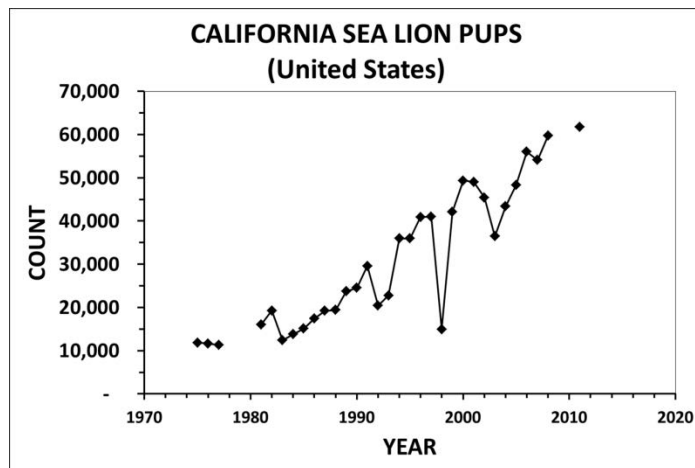 CALIFORNIA SEA LION PUPS
(United States)
70,000
60,000
50,000
40,000
30,000
20,000
10,000
-
COUNT
1970 1980 1990 2000 2010 2020
YEAR